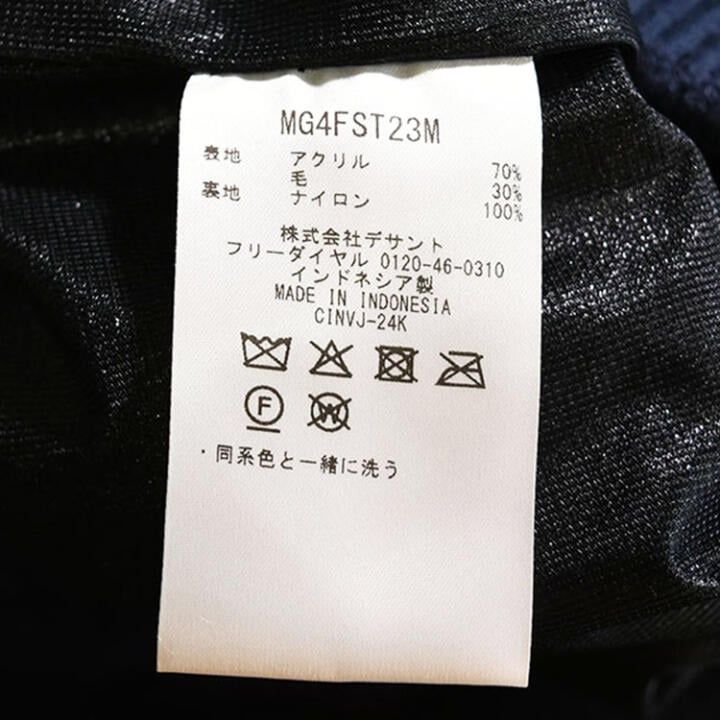 MG4FST23M
表地 アクリル 70%
毛 30%
裏地 ナイロン 100%
株式会社デサント
フリーダイヤル 0120-46-0310
インドネシア製
MADE IN INDONESIA
CINVJ-24K
F W
・同系色と一緒に洗う